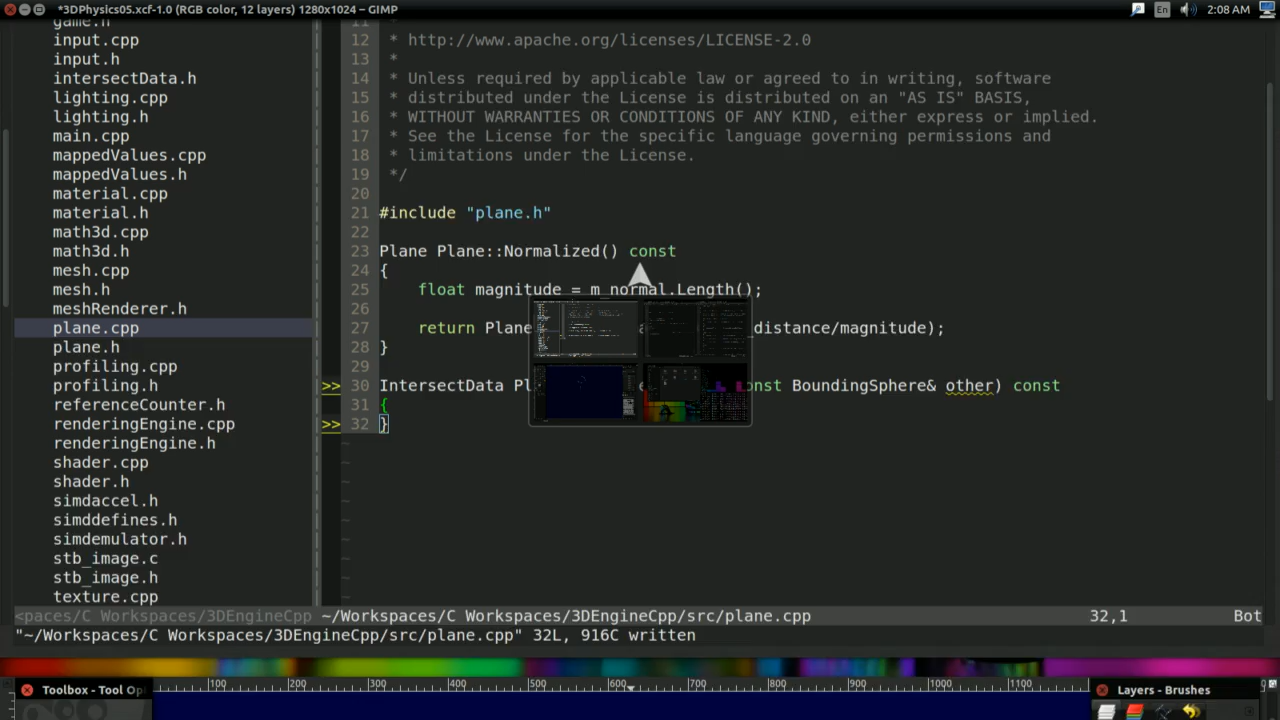 *3DPhysics05.xcf-1.0 (RGB color, 12 layers) 1280x1024 – GIMP
En
2:08 AM
game.h
input.cpp
input.h
intersectData.h
lighting.cpp
lighting.h
main.cpp
mappedValues.cpp
mappedValues.h
material.cpp
material.h
math3d.cpp
math3d.h
mesh.cpp
mesh.h
meshRenderer.h
plane.cpp
plane.h
profiling.cpp
profiling.h
referenceCounter.h
renderingEngine.cpp
renderingEngine.h
shader.cpp
shader.h
simdaccel.h
simddefines.h
simdemulator.h
stb_image.c
stb_image.h
texture.cpp
11 *
12 * http://www.apache.org/licenses/LICENSE-2.0
13 *
14 * Unless required by applicable law or agreed to in writing, software
15 * distributed under the License is distributed on an "AS IS" BASIS,
16 * WITHOUT WARRANTIES OR CONDITIONS OF ANY KIND, either express or implied.
17 * See the License for the specific language governing permissions and
18 * limitations under the License.
19 */
20
21 #include "plane.h"
22
23 Plane Plane::Normalized() const
24 {
25 float magnitude = m_normal.Length();
26
27 return Plane distance/magnitude);
28 }
29
>> 30 IntersectData const BoundingSphere& other) const
31 {
>> 32 }
<paces/C Workspaces/3DEngineCpp ~/Workspaces/C Workspaces/3DEngineCpp/src/plane.cpp 32,1 Bot
"~/Workspaces/C Workspaces/3DEngineCpp/src/plane.cpp" 32L, 916C written
100 200 300 400 500 600 700 800 900 1000 1100
Toolbox - Tool
Layers - Brushes